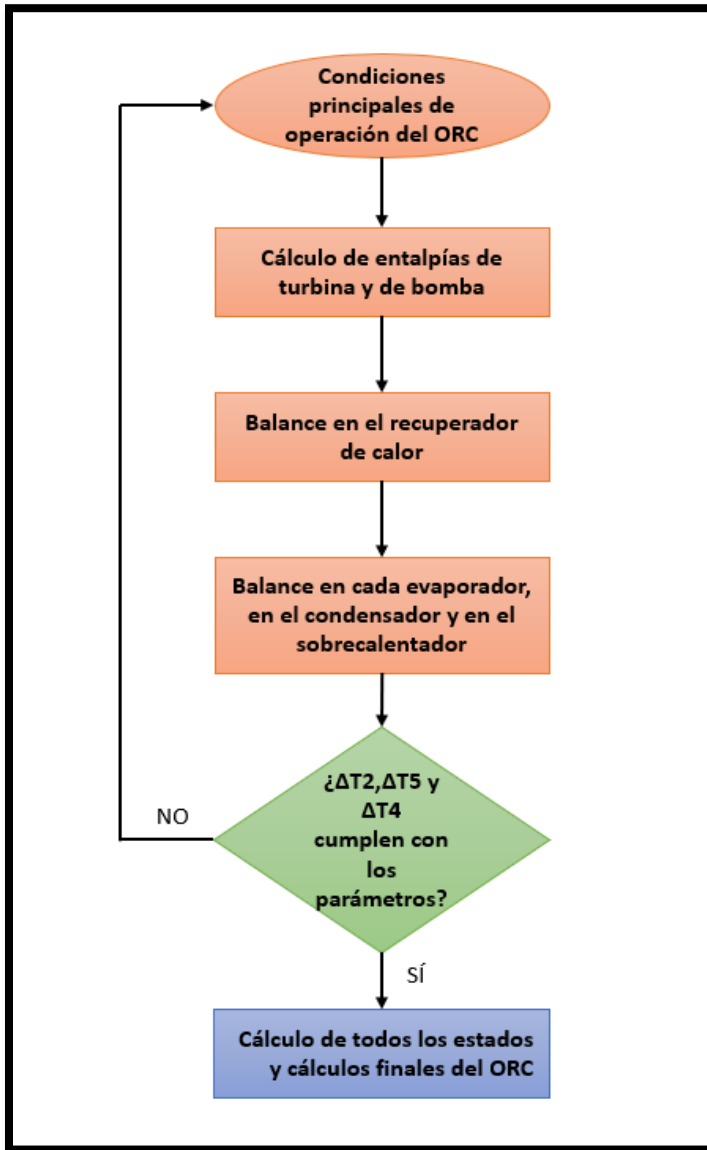 Condiciones
principales de
operación del ORC
Cálculo de entalpías de
turbina y de bomba
Balance en el recuperador
de calor
Balance en cada evaporador,
en el condensador y en el
sobrecalentador
¿ΔT2,ΔT5 y
ΔT4
cumplen con
los
parámetros?
NO
SÍ
Cálculo de todos los estados
y cálculos finales del ORC